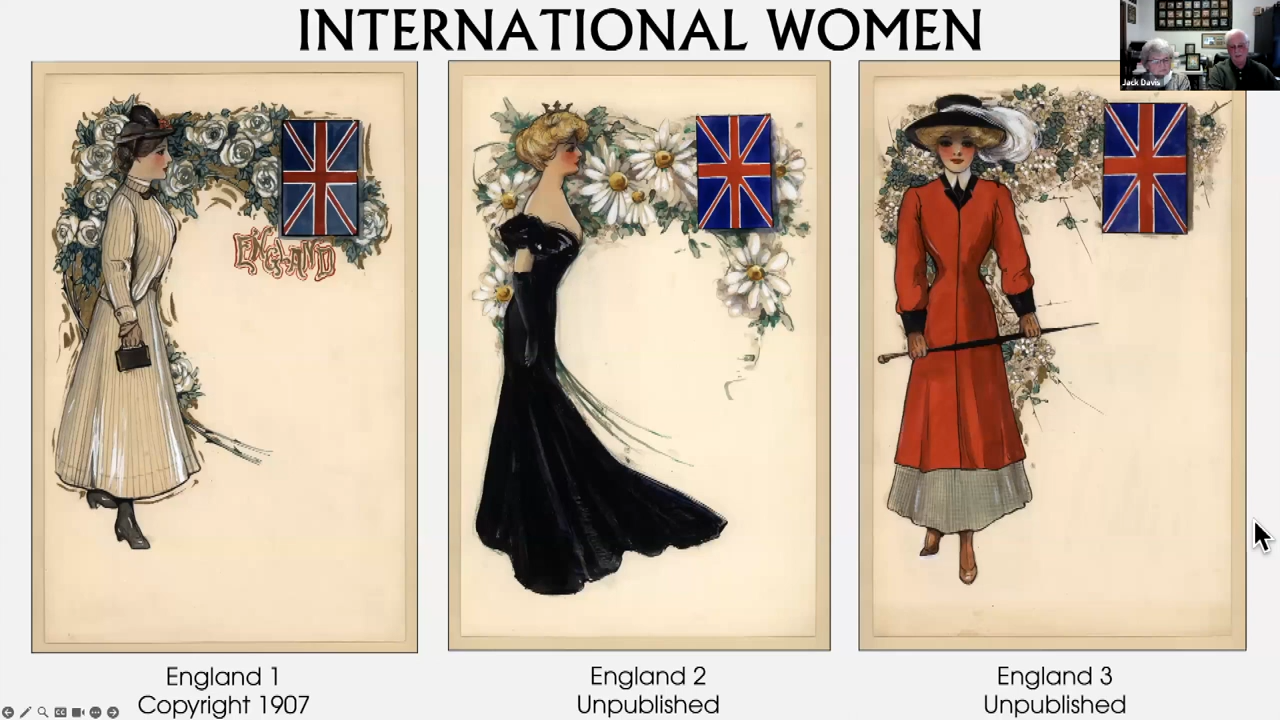 INTERNATIONAL WOMEN
Jack Davis
ENGLAND
England 1
Copyright 1907
England 2
Unpublished
England 3
Unpublished